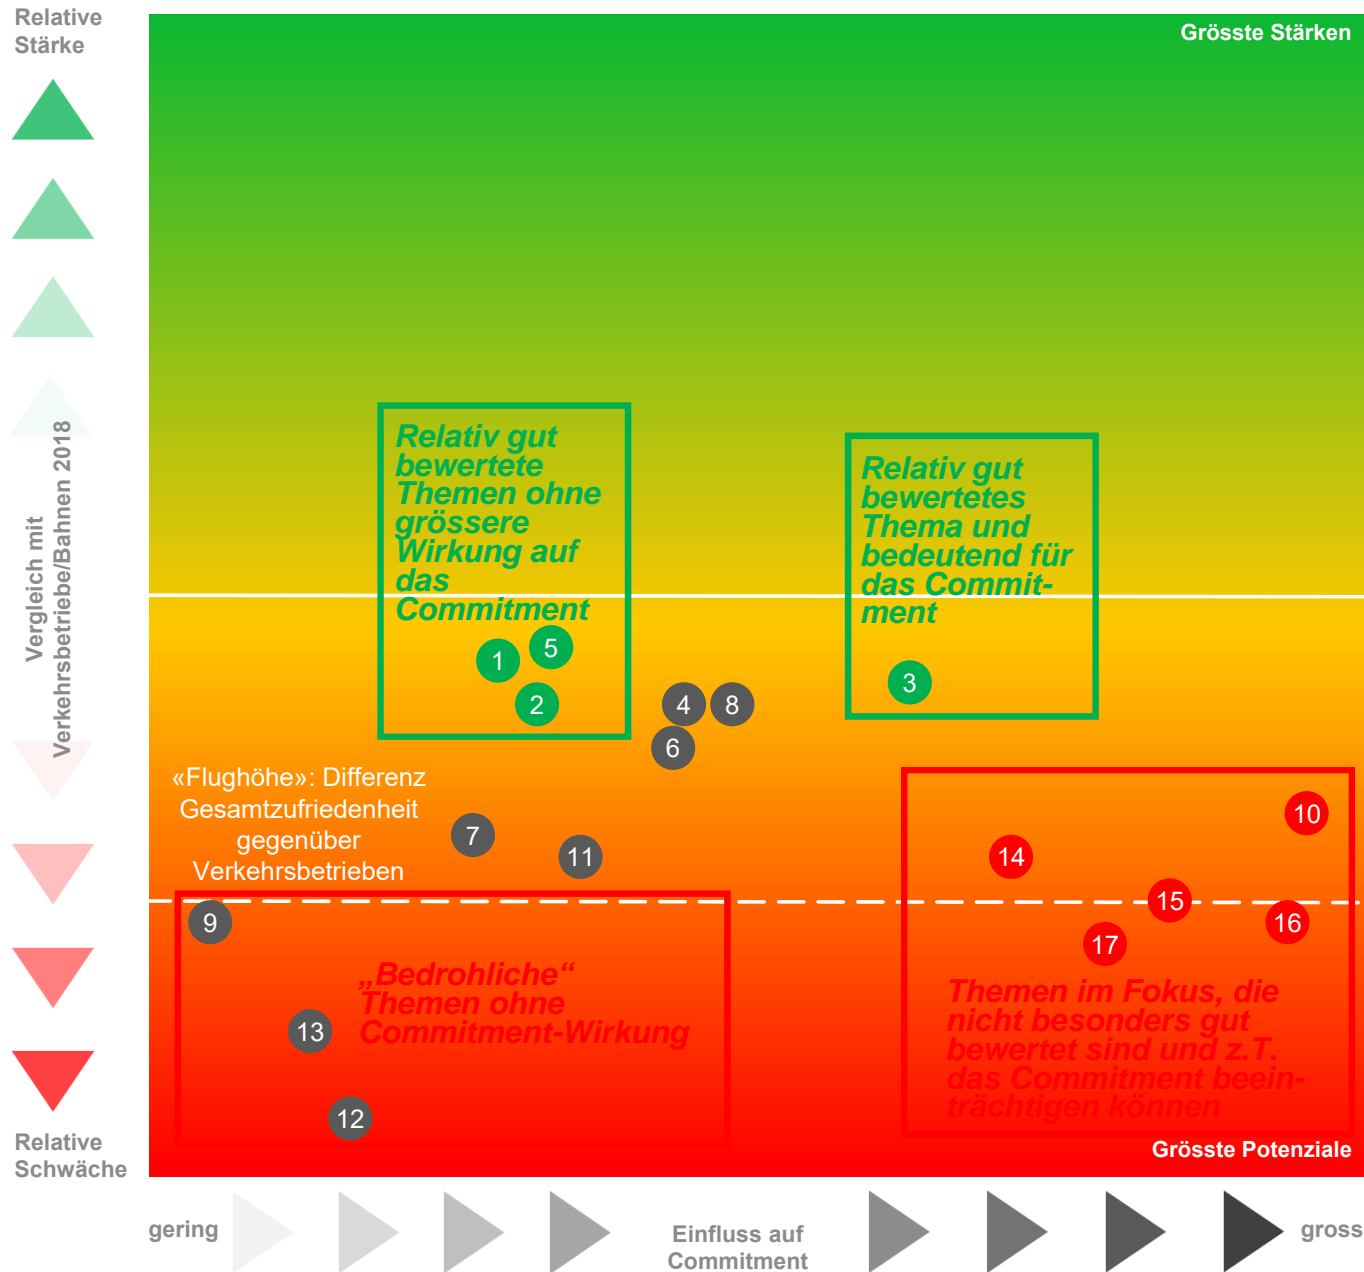 Relative
Stärke
Grösste Stärken
Vergleich mit
Verkehrsbetriebe/Bahnen 2018
Relativ gut
bewertete
Themen ohne
grössere
Wirkung auf
das
Commitment
Relativ gut
bewertetes
Thema und
bedeutend für
das Commit-
ment
1
5
2
4
8
6
3
«Flughöhe»: Differenz
Gesamtzufriedenheit
gegenüber
Verkehrsbetrieben
7
11
10
14
15
16
17
9
„Bedrohliche“
Themen ohne
Commitment-Wirkung
13
12
Themen im Fokus, die
nicht besonders gut
bewertet sind und z.T.
das Commitment beein-
trächtigen können
Relative
Schwäche
Grösste Potenziale
gering
Einfluss auf
Commitment
gross